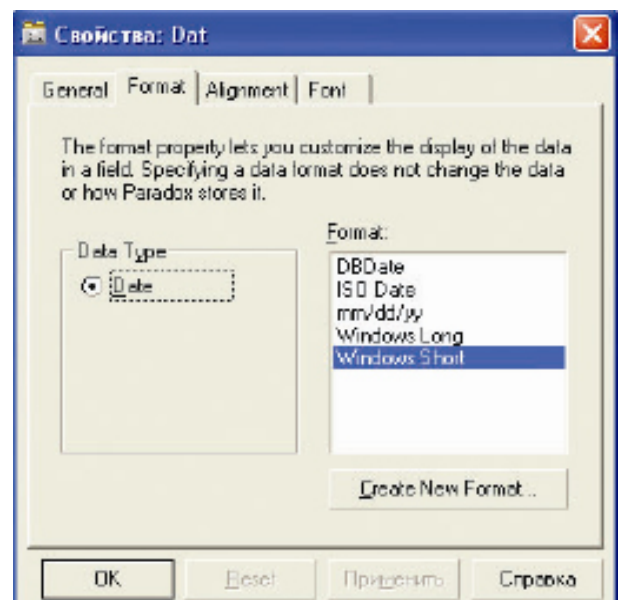 Свойства: Dat
General Format Alignment Font
The format property lets you customize the display of the data
in a field. Specifying a data format does not change the data
or how Paradox stores it.
Data Type
Date
Format:
DBDate
ISO Date
mm/dd/yy
Windows Long
Windows Short
Create New Format...
OK Reset Применить Справка